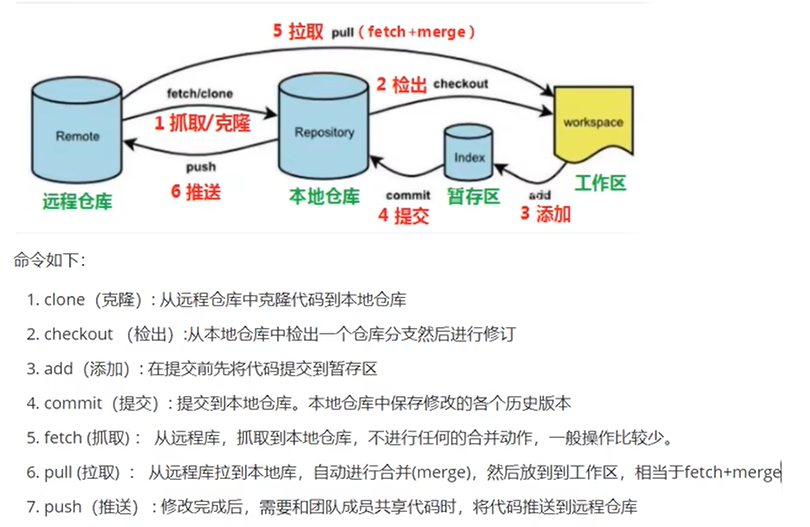 5 拉取 pull ( fetch +merge )
fetch/clone
2 检出 checkout
Remote
1 抓取/克隆
Repository
workspace
Index
push
6 推送
远程仓库
本地仓库
commit
4 提交
暂存区
add
3 添加
工作区
命令如下：
1. clone（克隆）: 从远程仓库中克隆代码到本地仓库
2. checkout （检出）:从本地仓库中检出一个仓库分支然后进行修订
3. add（添加）: 在提交前先将代码提交到暂存区
4. commit（提交）: 提交到本地仓库。本地仓库中保存修改的各个历史版本
5. fetch (抓取) ： 从远程库，抓取到本地仓库，不进行任何的合并动作，一般操作比较少。
6. pull (拉取) ： 从远程库拉到本地库，自动进行合并(merge)，然后放到到工作区，相当于fetch+merge
7. push（推送）: 修改完成后，需要和团队成员共享代码时，将代码推送到远程仓库